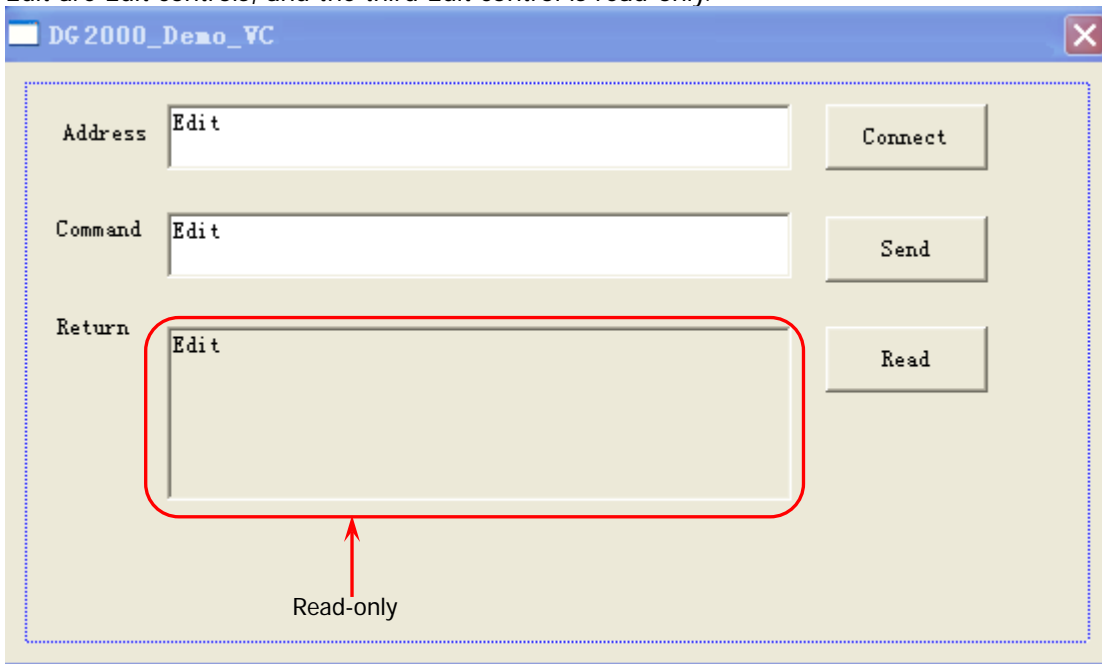 Edit are Edit controls, and the third Edit control is read-only.
DG2000_Demo_VC
Address Edit Connect
Command Edit Send
Return Edit Read
Read-only